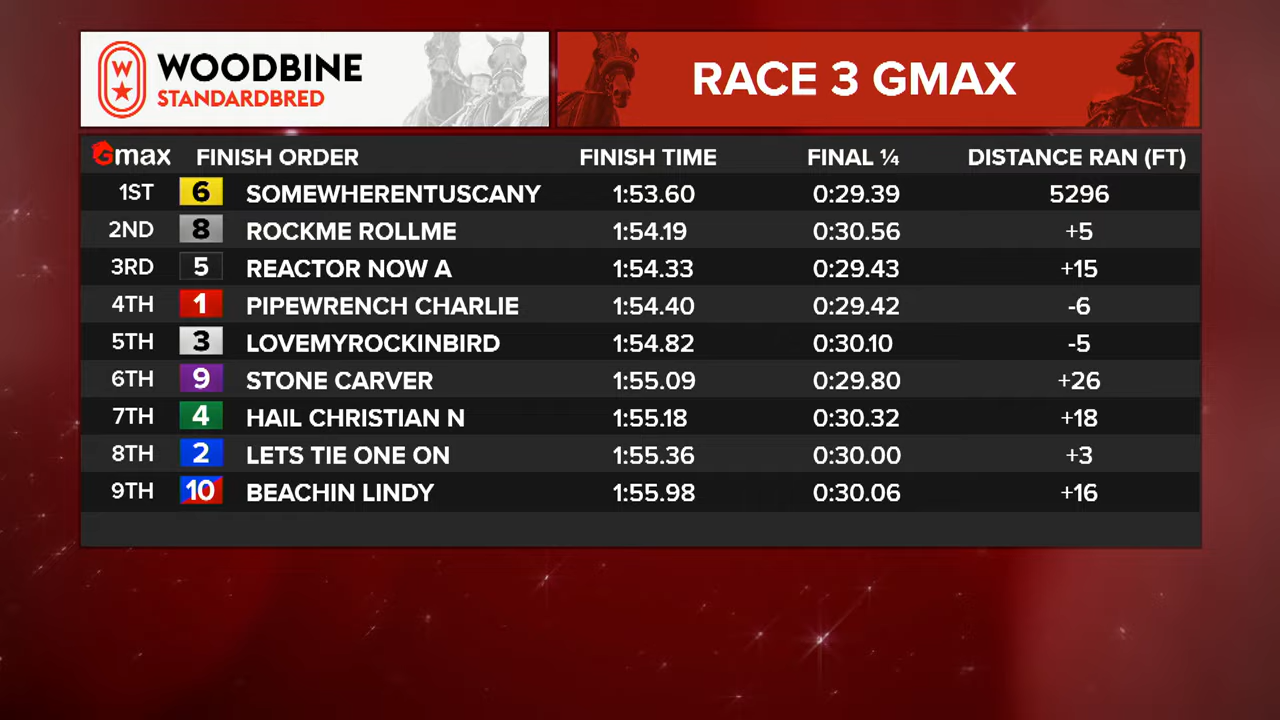 W
WOODBINE
STANDARDBRED
RACE 3 GMAX
Gmax FINISH ORDER FINISH TIME FINAL ¼ DISTANCE RAN (FT)
1ST 6 SOMEWHERENTUSCANY 1:53.60 0:29.39 5296
2ND 8 ROCKME ROLLME 1:54.19 0:30.56 +5
3RD 5 REACTOR NOW A 1:54.33 0:29.43 +15
4TH 1 PIPEWRENCH CHARLIE 1:54.40 0:29.42 -6
5TH 3 LOVEMYROCKINBIRD 1:54.82 0:30.10 -5
6TH 9 STONE CARVER 1:55.09 0:29.80 +26
7TH 4 HAIL CHRISTIAN N 1:55.18 0:30.32 +18
8TH 2 LETS TIE ONE ON 1:55.36 0:30.00 +3
9TH 10 BEACHIN LINDY 1:55.98 0:30.06 +16